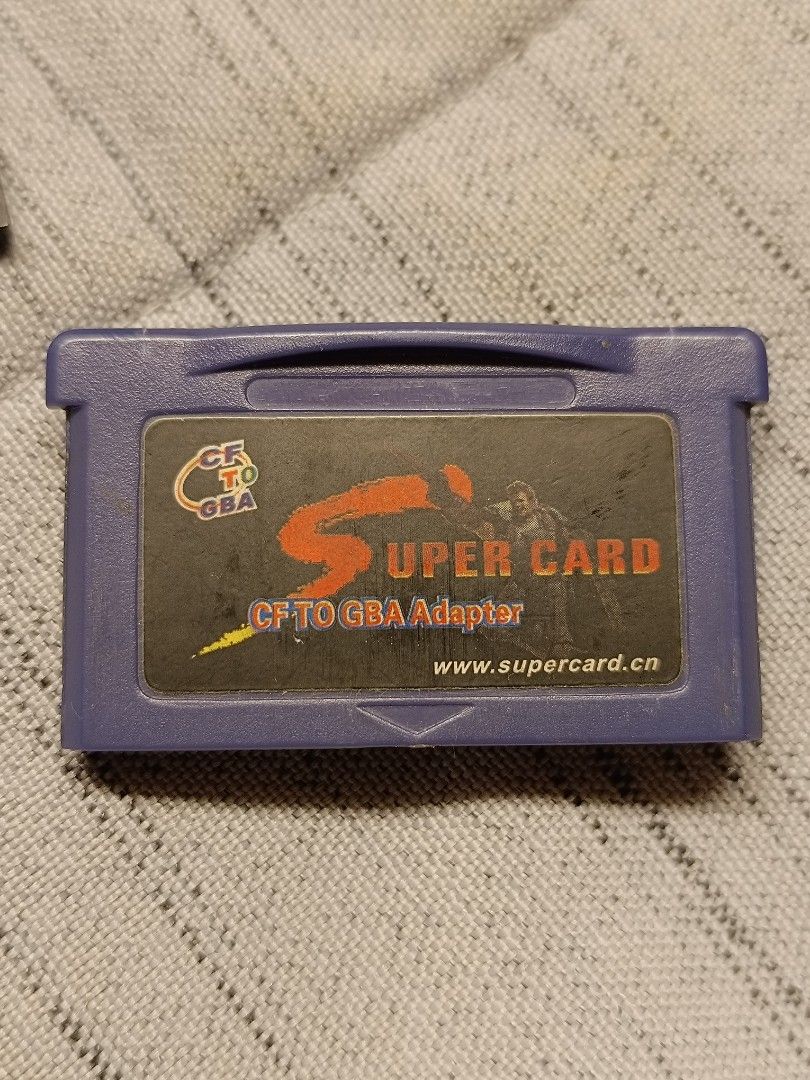 CF
TO
GBA
SUPER CARD
CF TO GBA Adapter
www.supercard.cn